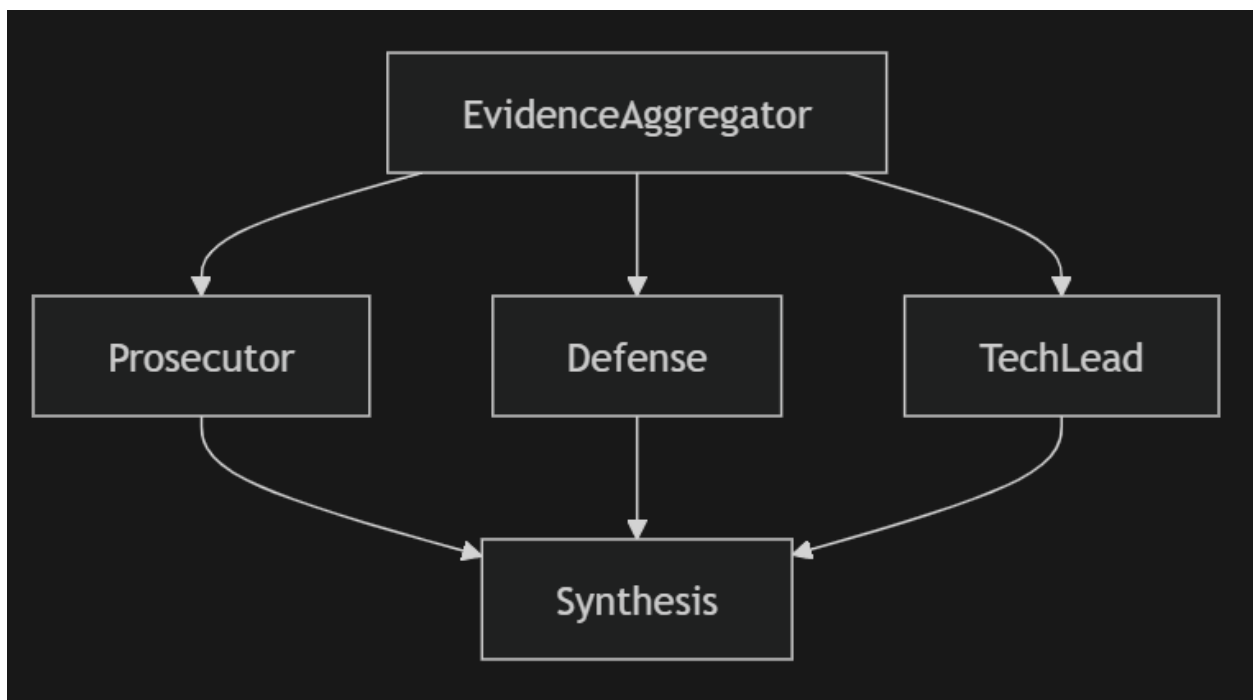 EvidenceAggregator
Prosecutor
Defense
TechLead
Synthesis